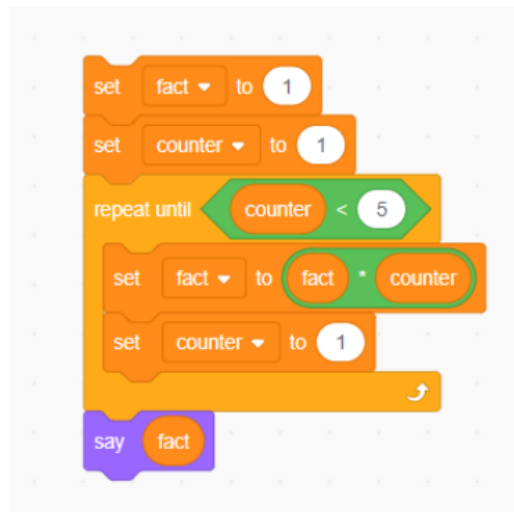 set fact to 1
set counter to 1
repeat until counter < 5
set fact to fact * counter
set counter to 1
say fact